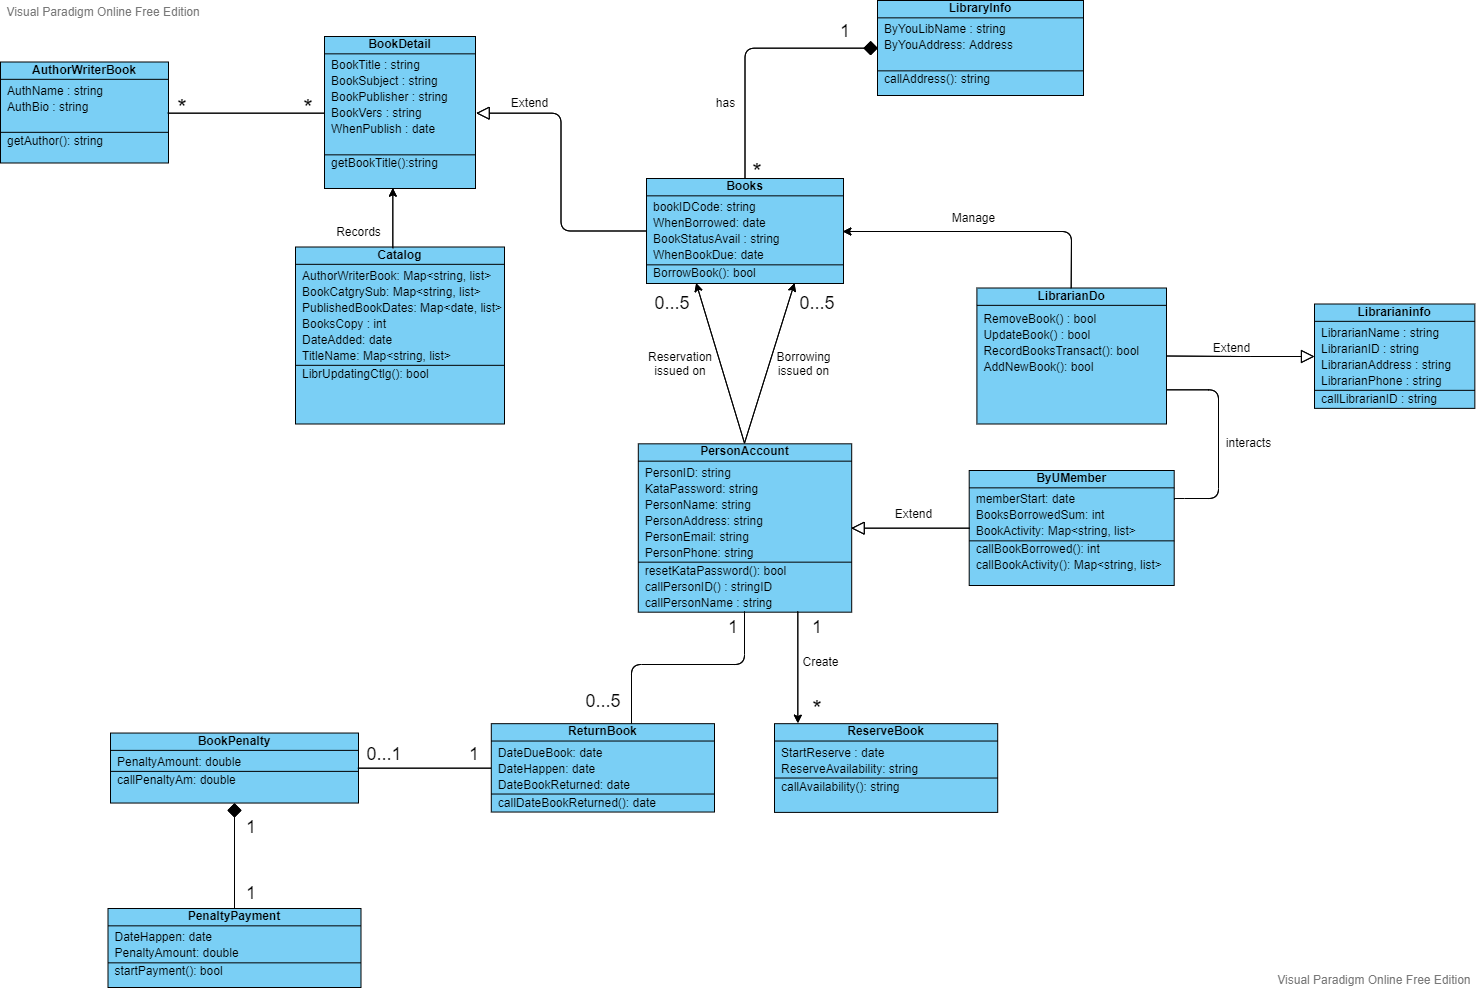 Visual Paradigm Online Free Edition
LibraryInfo
ByYouLibName : string
ByYouAddress: Address
callAddress(): string
1
has
*
BookDetail
BookTitle : string
BookSubject : string
BookPublisher : string
BookVers : string
WhenPublish : date
getBookTitle():string
AuthorWriterBook
AuthName : string
AuthBio : string
getAuthor(): string
*
*
Extend
Books
bookIDCode: string
WhenBorrowed: date
BookStatusAvail : string
WhenBookDue: date
BorrowBook(): bool
Manage
Records
Catalog
AuthorWriterBook: Map<string, list>
BookCatgrySub: Map<string, list>
PublishedBookDates: Map<date, list>
BooksCopy : int
DateAdded: date
TitleName: Map<string, list>
LibrUpdatingCtlg(): bool
0...5
0...5
Reservation
issued on
Borrowing
issued on
LibrarianDo
RemoveBook() : bool
UpdateBook() : bool
RecordBooksTransact(): bool
AddNewBook(): bool
Extend
Librarianinfo
LibrarianName : string
LibrarianID : string
LibrarianAddress : string
LibrarianPhone : string
callLibrarianID : string
interacts
PersonAccount
PersonID: string
KataPassword: string
PersonName: string
PersonAddress: string
PersonEmail: string
PersonPhone: string
resetKataPassword(): bool
callPersonID() : stringID
callPersonName : string
Extend
ByUMember
memberStart: date
BooksBorrowedSum: int
BookActivity: Map<string, list>
callBookBorrowed(): int
callBookActivity(): Map<string, list>
1
1
Create
0...5
*
BookPenalty
PenaltyAmount: double
callPenaltyAm: double
0...1
1
ReturnBook
DateDueBook: date
DateHappen: date
DateBookReturned: date
callDateBookReturned(): date
ReserveBook
StartReserve : date
ReserveAvailability: string
callAvailability(): string
1
1
PenaltyPayment
DateHappen: date
PenaltyAmount: double
startPayment(): bool
Visual Paradigm Online Free Edition